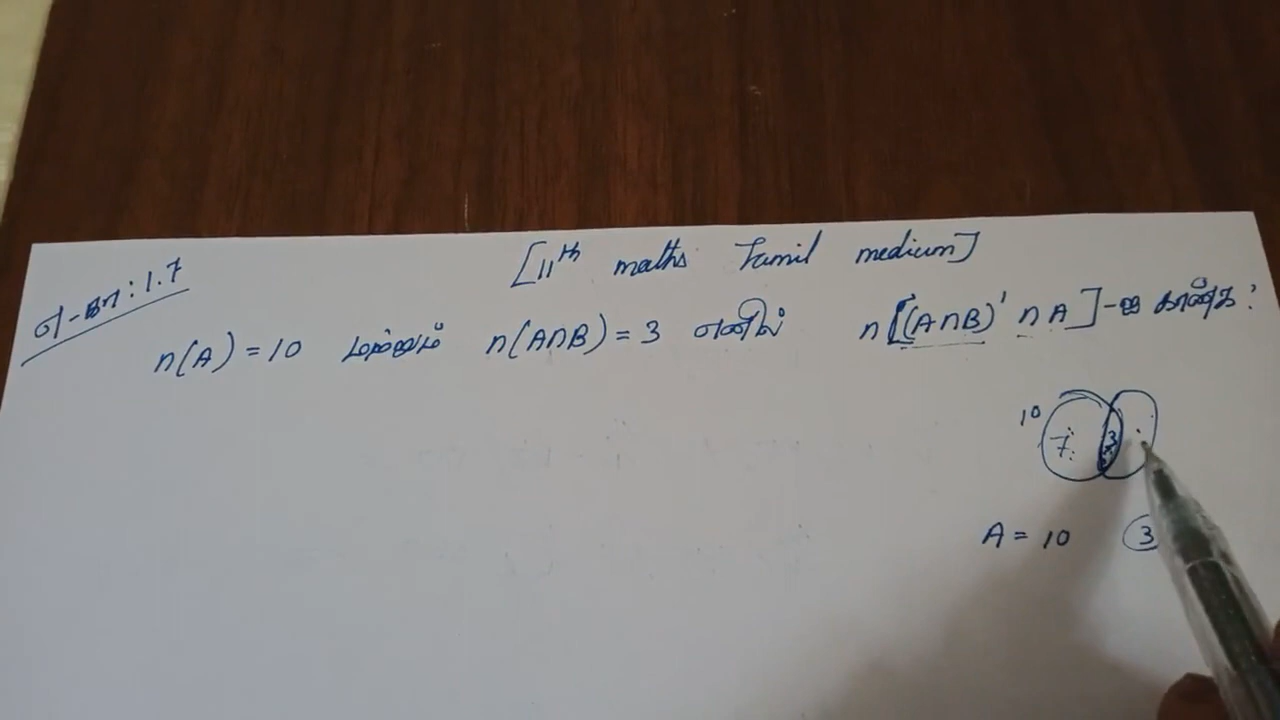 [11th maths Tamil medium]
எ-கா : 1.7
n(A) = 10 மற்றும் n(A∩B) = 3 எனில் n[(A∩B)' ∩ A] -ஐ காண்க ?
10
7 3
A = 10 3